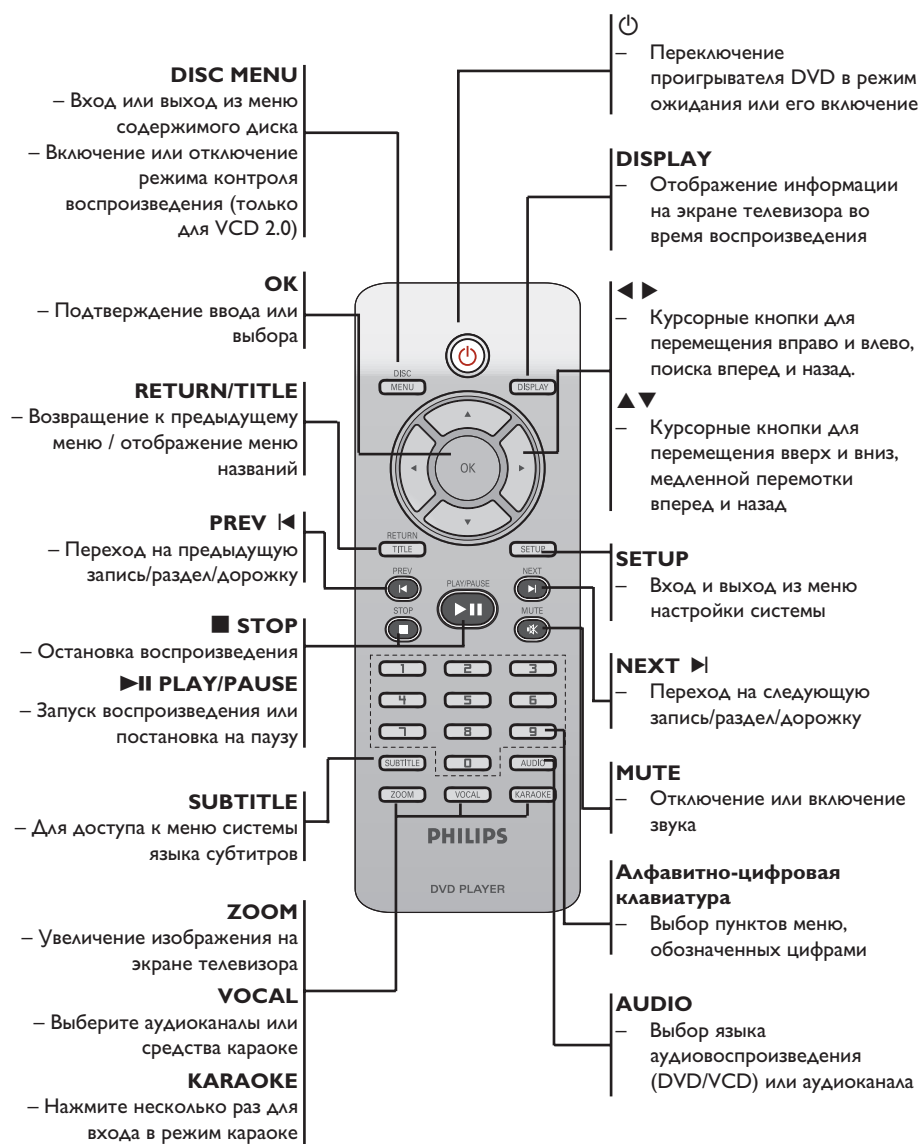 DISC MENU
– Вход или выход из меню
содержимого диска
– Включение или отключение
режима контроля
воспроизведения (только
для VCD 2.0)
OK
– Подтверждение ввода или
выбора
RETURN/TITLE
– Возвращение к предыдущему
меню / отображение меню
названий
PREV
– Переход на предыдущую
запись/раздел/дорожку
■ STOP
– Остановка воспроизведения
►II PLAY/PAUSE
– Запуск воспроизведения или
постановка на паузу
SUBTITLE
– Для доступа к меню системы
языка субтитров
ZOOM
– Увеличение изображения на
экране телевизора
VOCAL
– Выберите аудиоканалы или
средства караоке
KARAOKE
– Нажмите несколько раз для
входа в режим караоке
DISC
MENU
DISPLAY
OK
RETURN
TITLE
SETUP
PREV
PLAY/PAUSE
NEXT
STOP
MUTE
1 2 3
4 5 6
7 8 9
SUBTITLE 0 AUDIO
ZOOM VOCAL KARAOKE
PHILIPS
DVD PLAYER
– Переключение
проигрывателя DVD в режим
ожидания или его включение
DISPLAY
– Отображение информации
на экране телевизора во
время воспроизведения
◄ ►
– Курсорные кнопки для
перемещения вправо и влево,
поиска вперед и назад.
▲▼
– Курсорные кнопки для
перемещения вверх и вниз,
медленной перемотки
вперед и назад
SETUP
– Вход и выход из меню
настройки системы
NEXT
– Переход на следующую
запись/раздел/дорожку
MUTE
– Отключение или включение
звука
Алфавитно-цифровая
клавиатура
– Выбор пунктов меню,
обозначенных цифрами
AUDIO
– Выбор языка
аудиовоспроизведения
(DVD/VCD) или аудиоканала